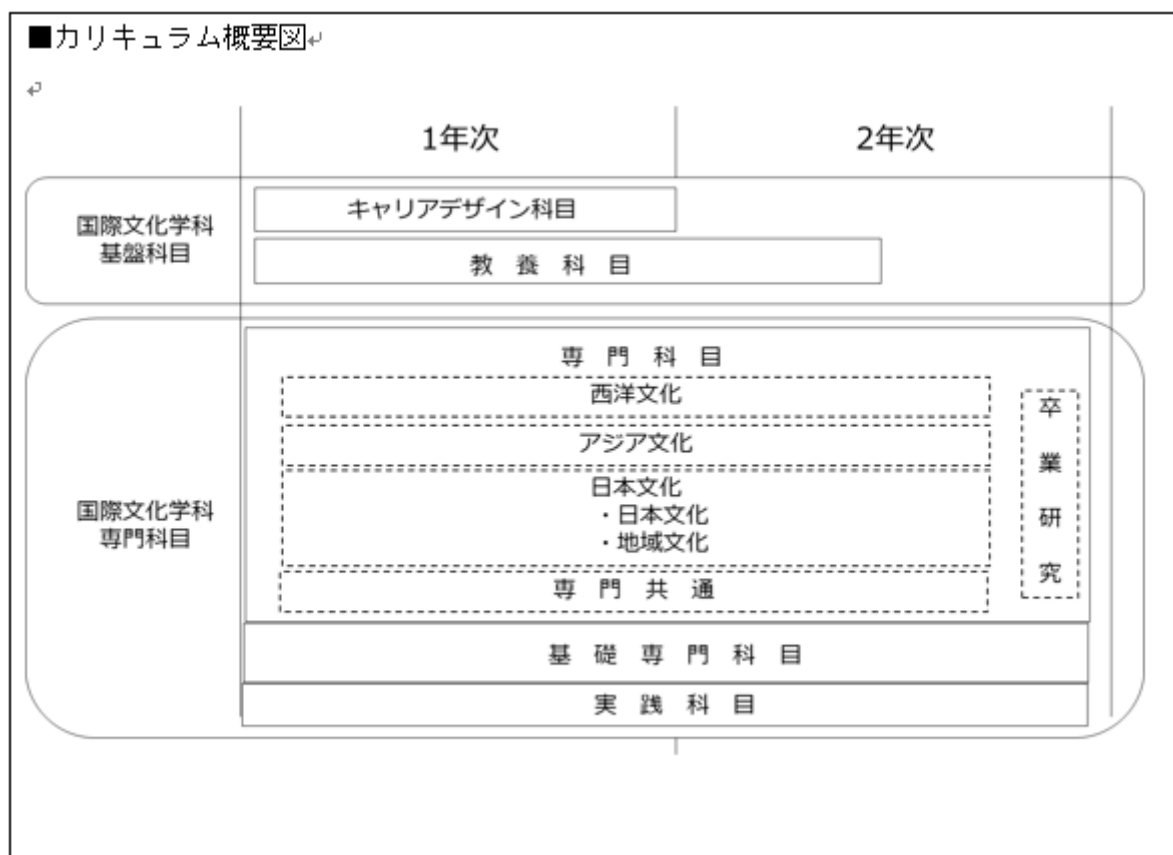 ■カリキュラム概要図↵
↵
1年次
2年次
国際文化学科
基盤科目
キャリアデザイン科目
教 養 科 目
国際文化学科
専門科目
専 門 科 目
西洋文化
アジア文化
日本文化
・日本文化
・地域文化
専 門 共 通
卒
業
研
究
基 礎 専 門 科 目
実 践 科 目